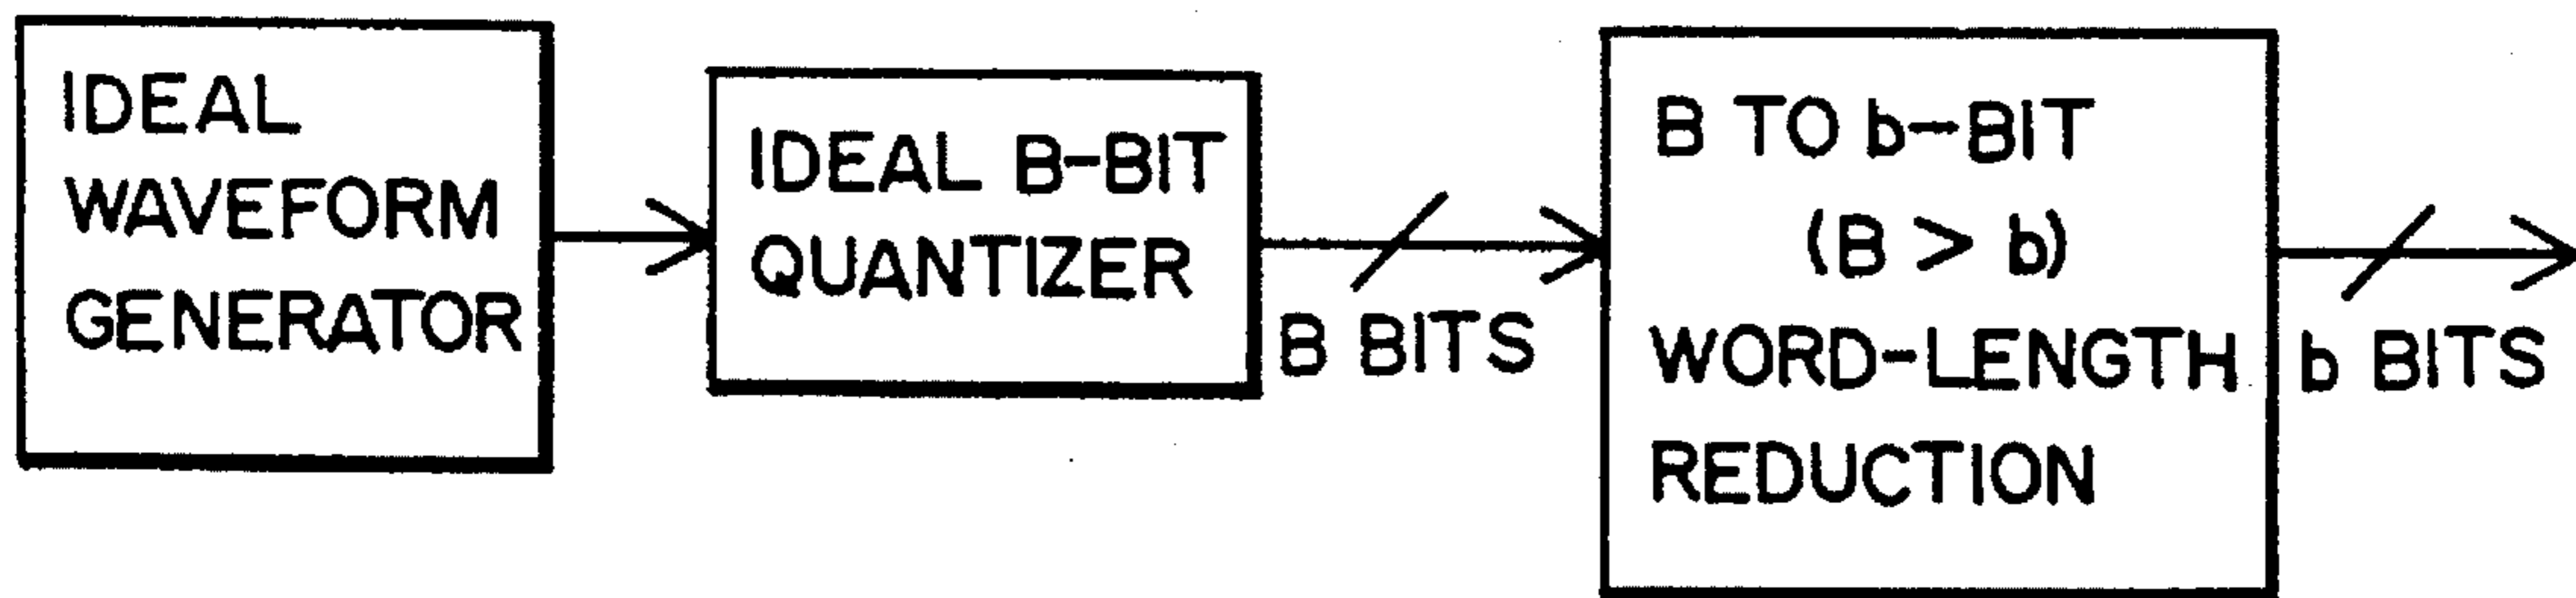 IDEAL
WAVEFORM
GENERATOR
IDEAL B-BIT
QUANTIZER
B BITS
B TO b-BIT
(B > b)
WORD-LENGTH
REDUCTION
b BITS